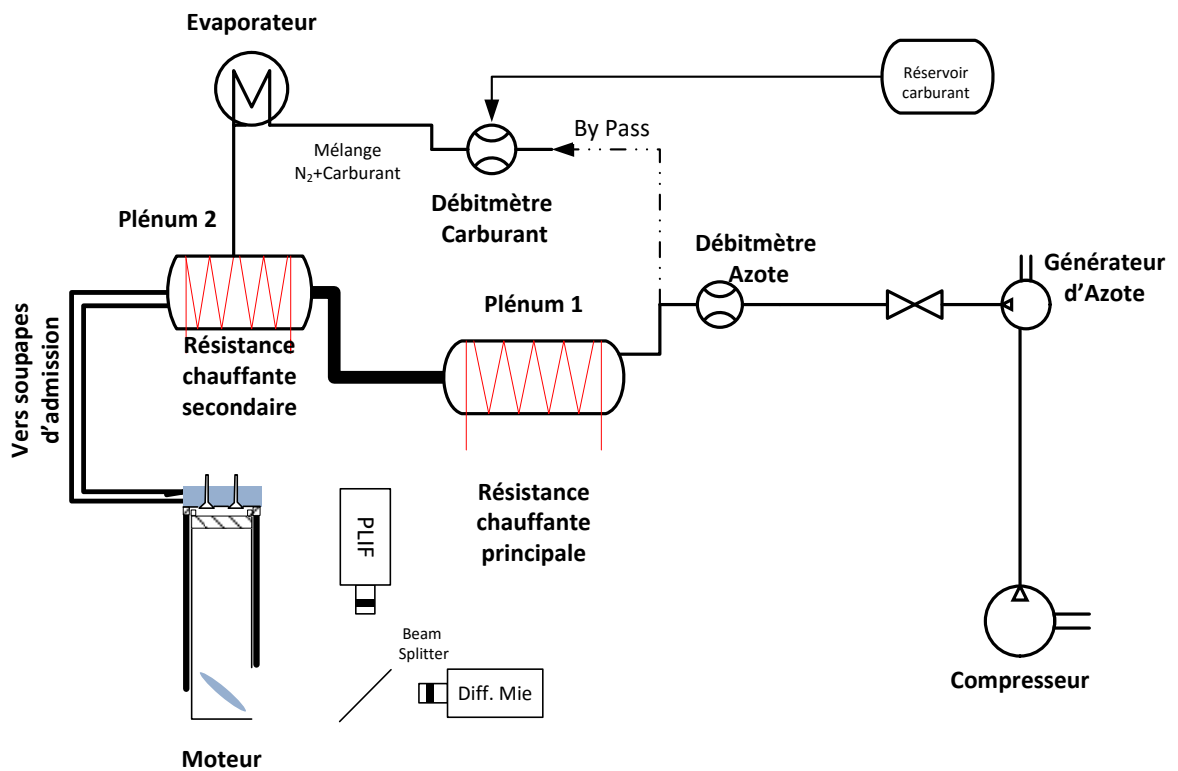 Evaporateur
Réservoir
carburant
By Pass
Mélange
N₂+Carburant
Débitmètre
Carburant
Plénum 2
Débitmètre
Azote
Générateur
d'Azote
Plénum 1
Résistance
chauffante
secondaire
Vers soupapes
d'admission
Résistance
chauffante
principale
PLIF
Beam
Splitter
Diff. Mie
Compresseur
Moteur